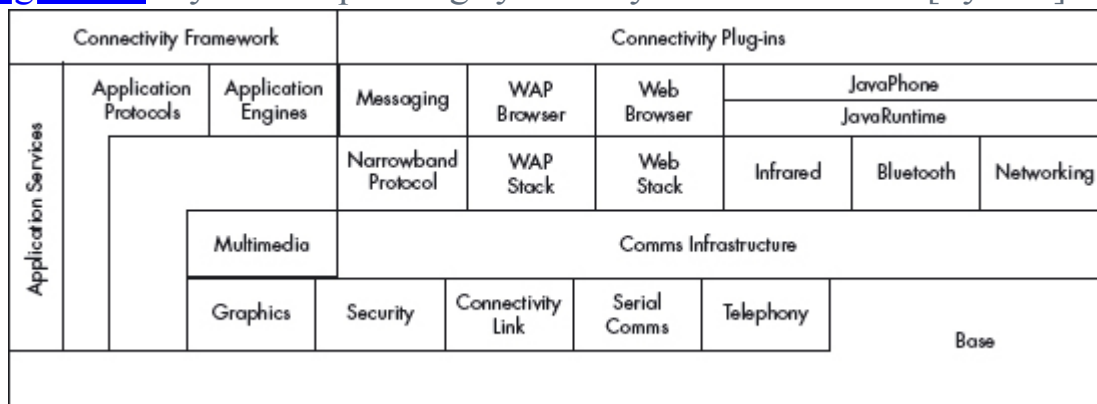 Connectivity Framework
Connectivity Plug-ins
Application Services
Application
Protocols
Application
Engines
Messaging
WAP
Browser
Web
Browser
JavaPhone
JavaRuntime
Narrowband
Protocol
WAP
Stack
Web
Stack
Infrared
Bluetooth
Networking
Multimedia
Comms Infrastructure
Graphics
Security
Connectivity
Link
Serial
Comms
Telephony
Base